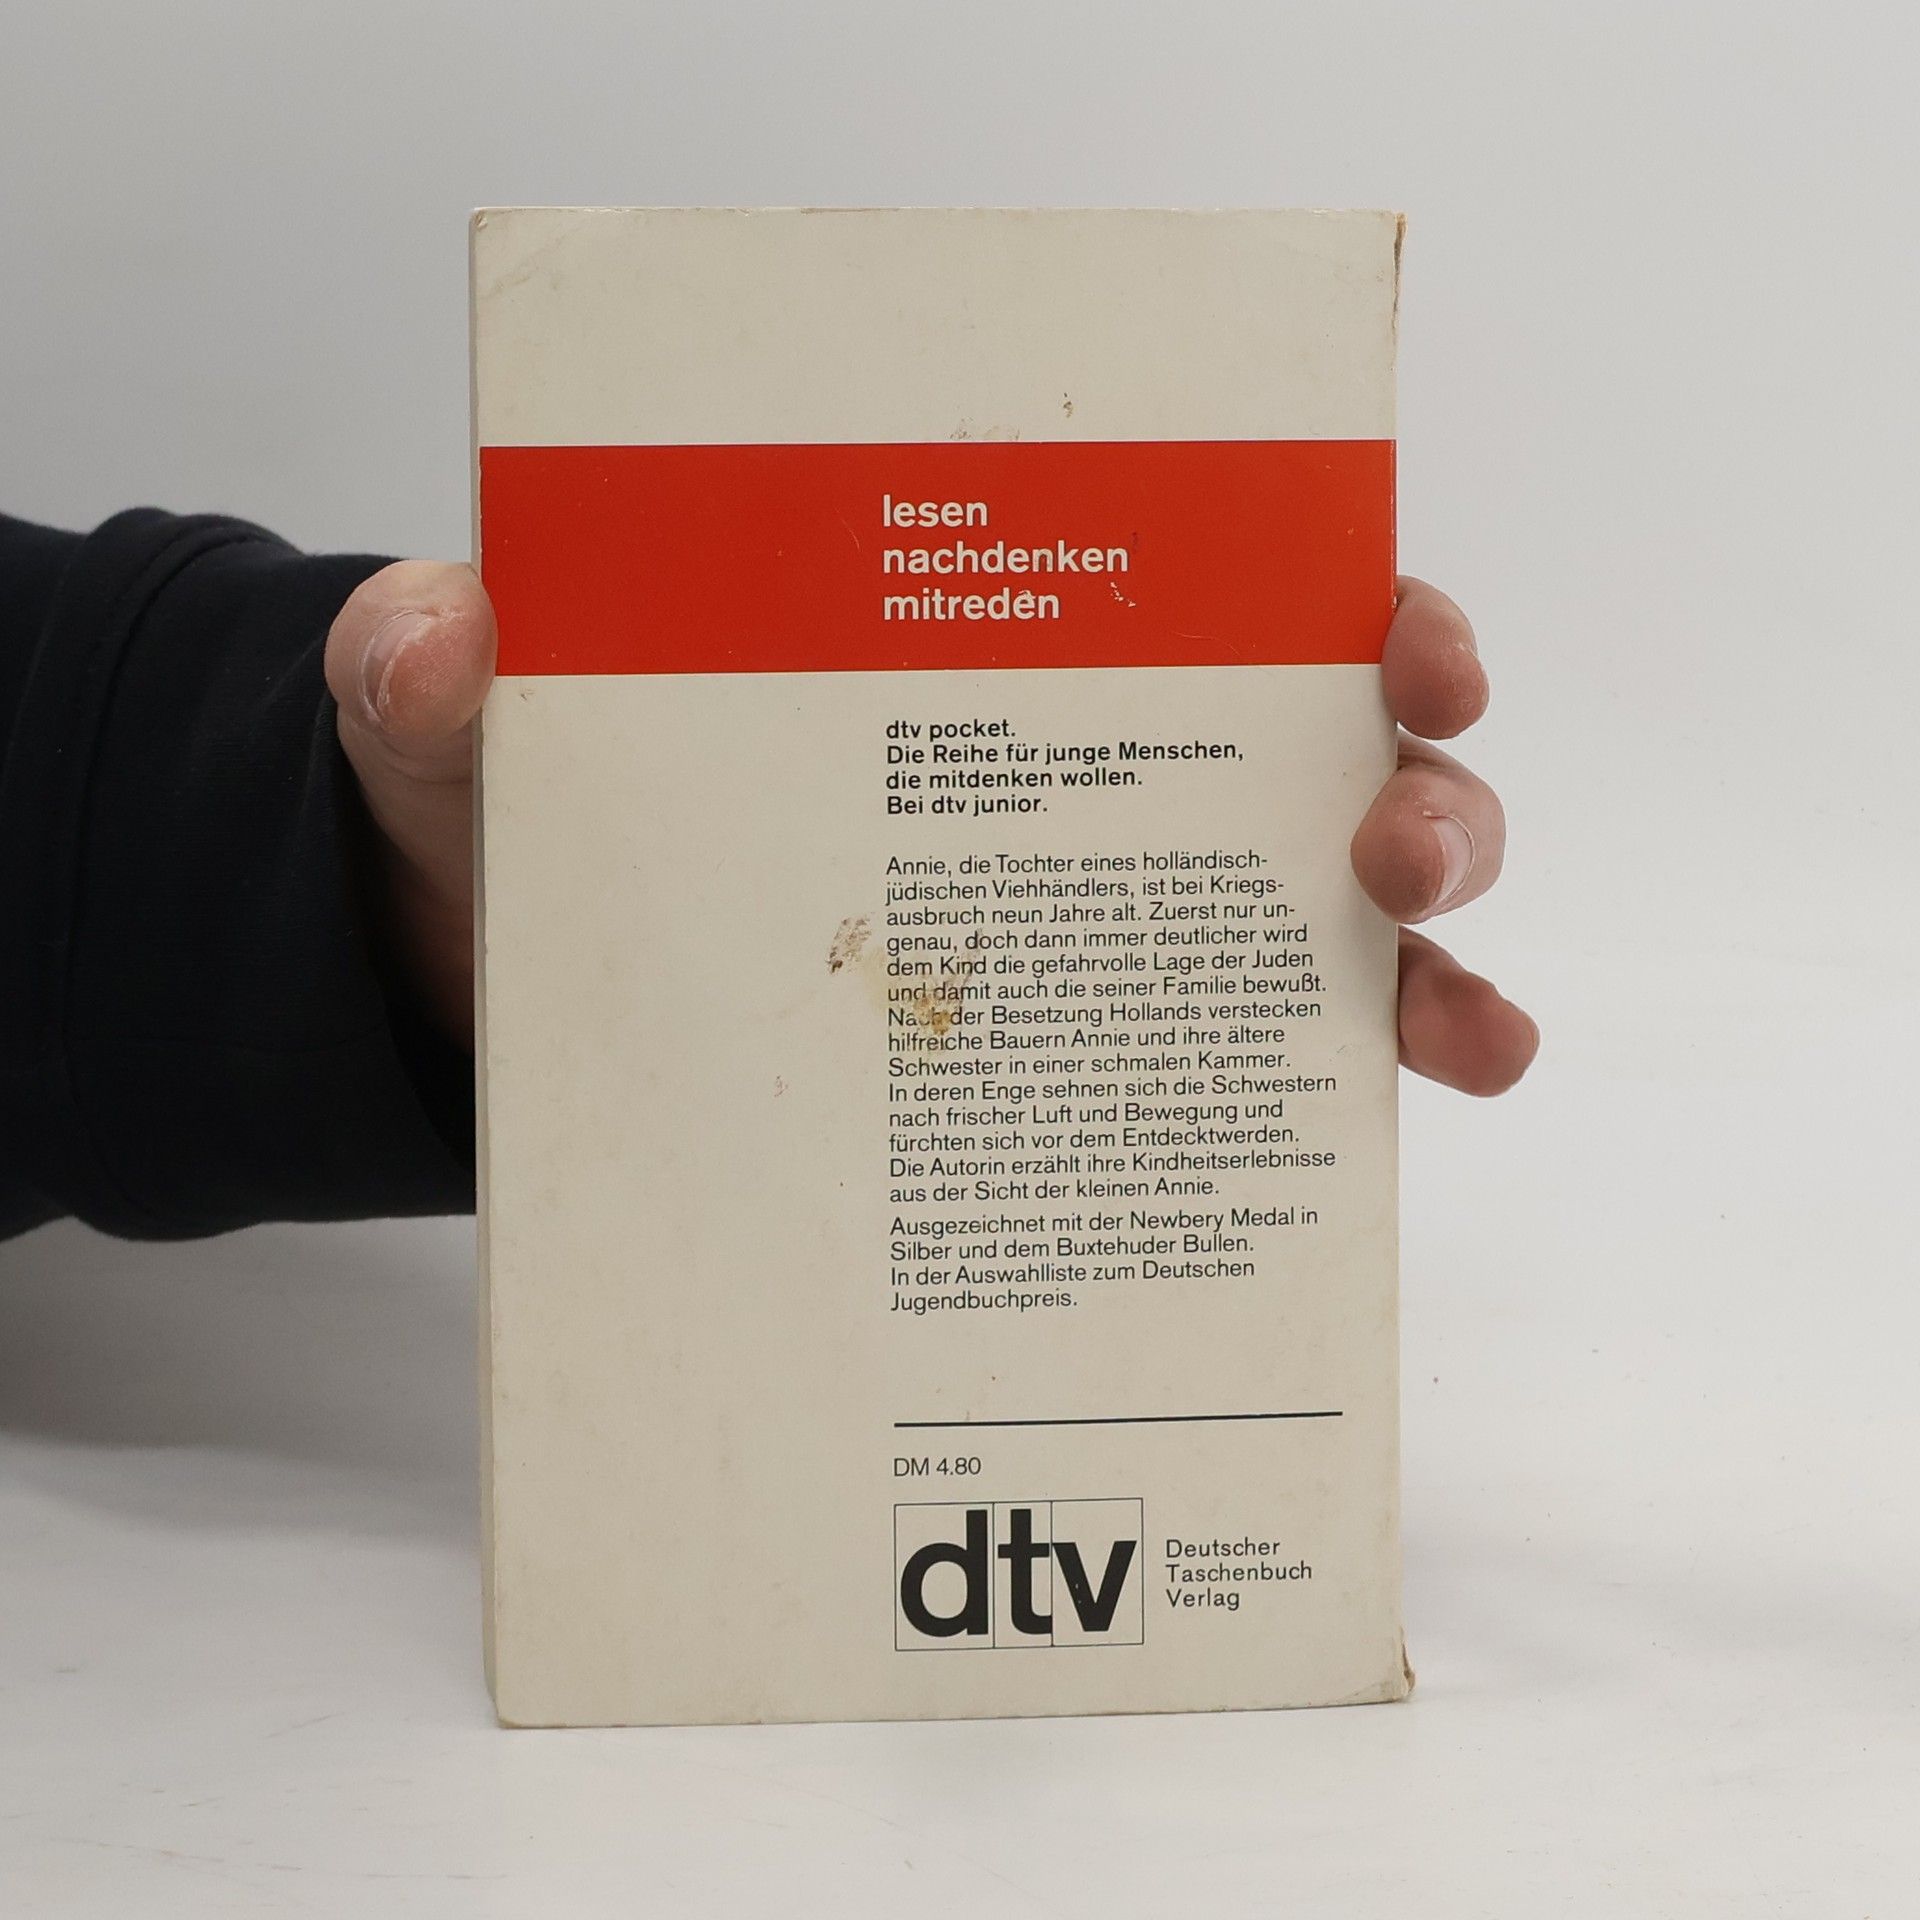 lesen
nachdenken
mitreden
dtv pocket.
Die Reihe für junge Menschen,
die mitdenken wollen.
Bei dtv junior.
Annie, die Tochter eines holländisch-
jüdischen Viehhändlers, ist bei Kriegs-
ausbruch neun Jahre alt. Zuerst nur un-
genau, doch dann immer deutlicher wird
dem Kind die gefahrvolle Lage der Juden
und damit auch die seiner Familie bewußt.
Nach der Besetzung Hollands verstecken
hilfreiche Bauern Annie und ihre ältere
Schwester in einer schmalen Kammer.
In deren Enge sehnen sich die Schwestern
nach frischer Luft und Bewegung und
fürchten sich vor dem Entdecktwerden.
Die Autorin erzählt ihre Kindheitserlebnisse
aus der Sicht der kleinen Annie.
Ausgezeichnet mit der Newbery Medal in
Silber und dem Buxtehuder Bullen.
In der Auswahlliste zum Deutschen
Jugendbuchpreis.
DM 4.80
dtv
Deutscher
Taschenbuch
Verlag